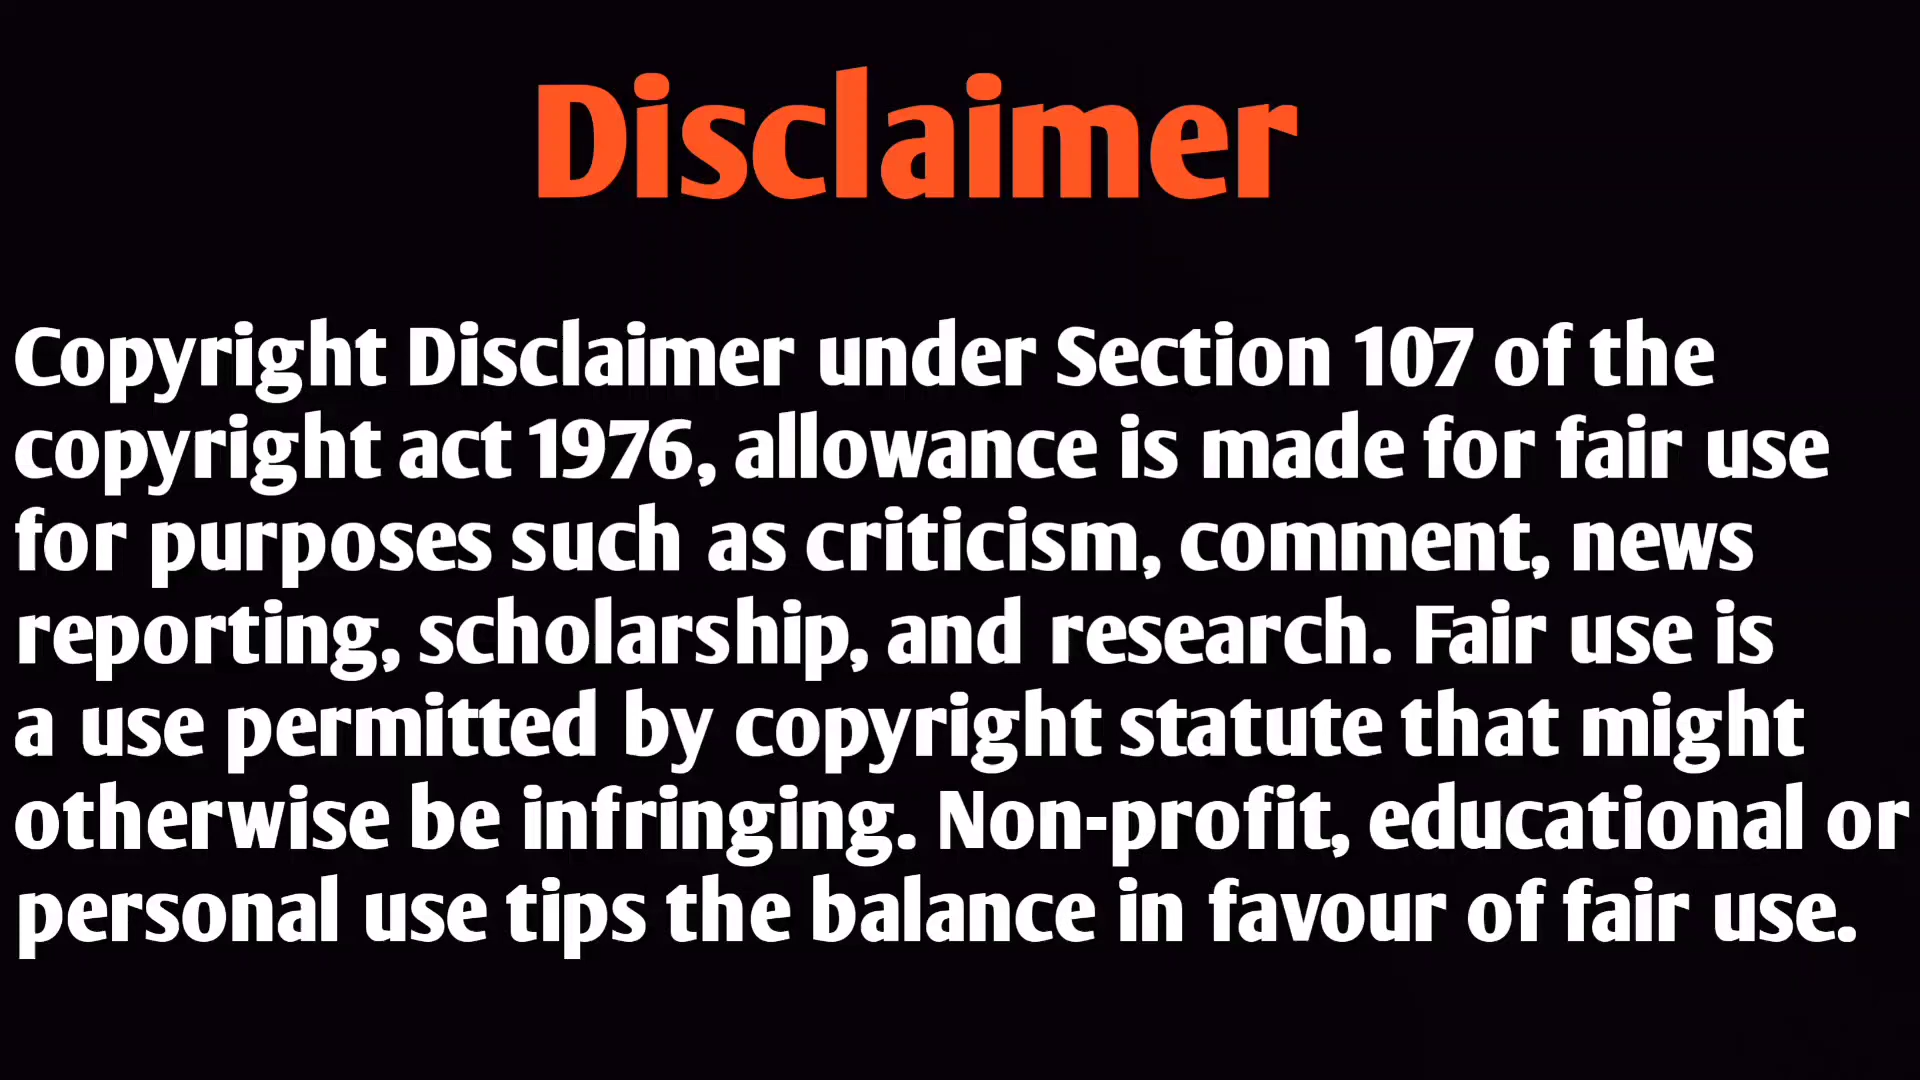 Disclaimer
Copyright Disclaimer under Section 107 of the
copyright act 1976, allowance is made for fair use
for purposes such as criticism, comment, news
reporting, scholarship, and research. Fair use is
a use permitted by copyright statute that might
otherwise be infringing. Non-profit, educational or
personal use tips the balance in favour of fair use.